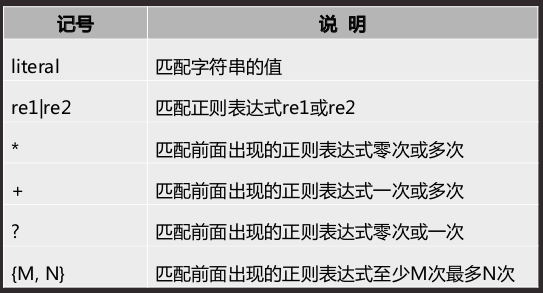 记号 说 明
literal 匹配字符串的值
re1|re2 匹配正则表达式re1或re2
* 匹配前面出现的正则表达式零次或多次
+ 匹配前面出现的正则表达式一次或多次
? 匹配前面出现的正则表达式零次或一次
{M, N} 匹配前面出现的正则表达式至少M次最多N次